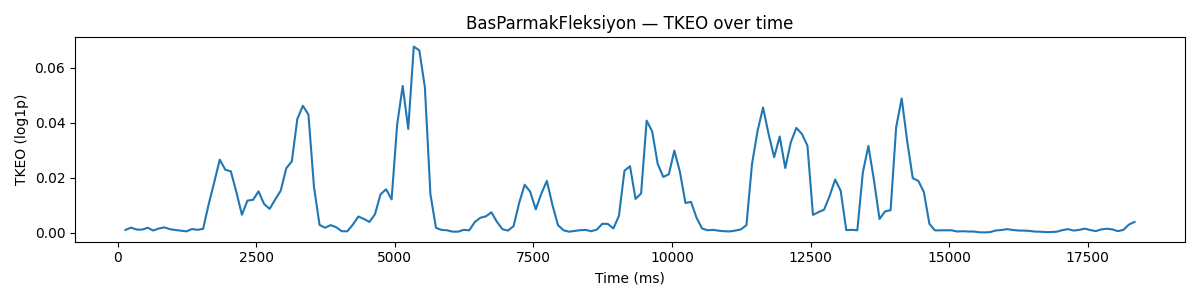 BasParmakFleksiyon — TKEO over time
TKEO (log1p)
0.06
0.04
0.02
0.00
0 2500 5000 7500 10000 12500 15000 17500
Time (ms)